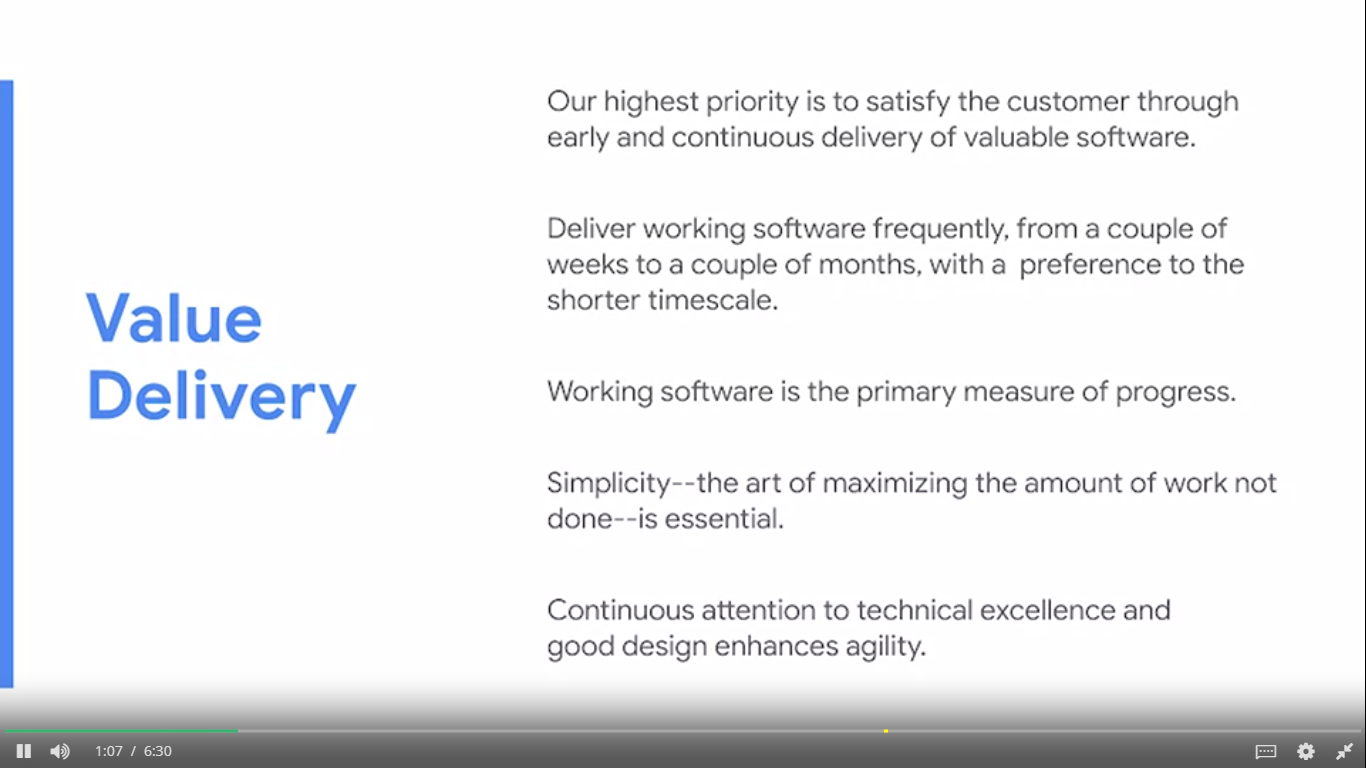 Value
Delivery
Our highest priority is to satisfy the customer through
early and continuous delivery of valuable software.
Deliver working software frequently, from a couple of
weeks to a couple of months, with a  preference to the
shorter timescale.
Working software is the primary measure of progress.
Simplicity--the art of maximizing the amount of work not
done--is essential.
Continuous attention to technical excellence and
good design enhances agility.
1:07 / 6:30